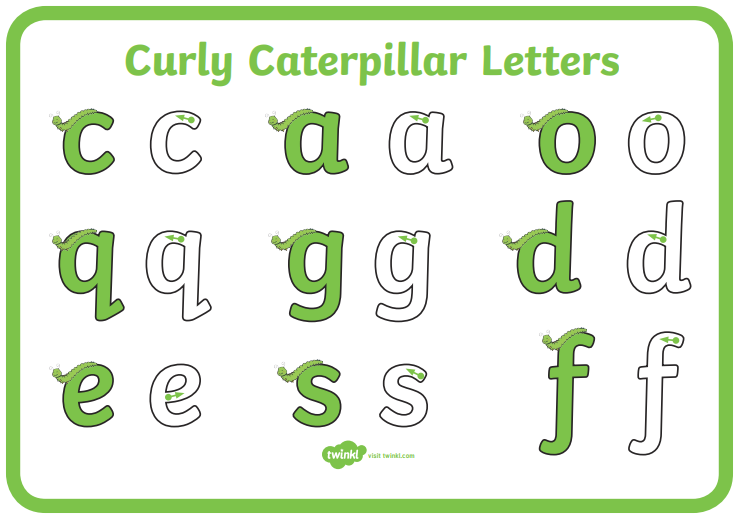 Curly Caterpillar Letters
c c a a o o
q q g g d d
e e s s f f
twinkl visit twinkl.com